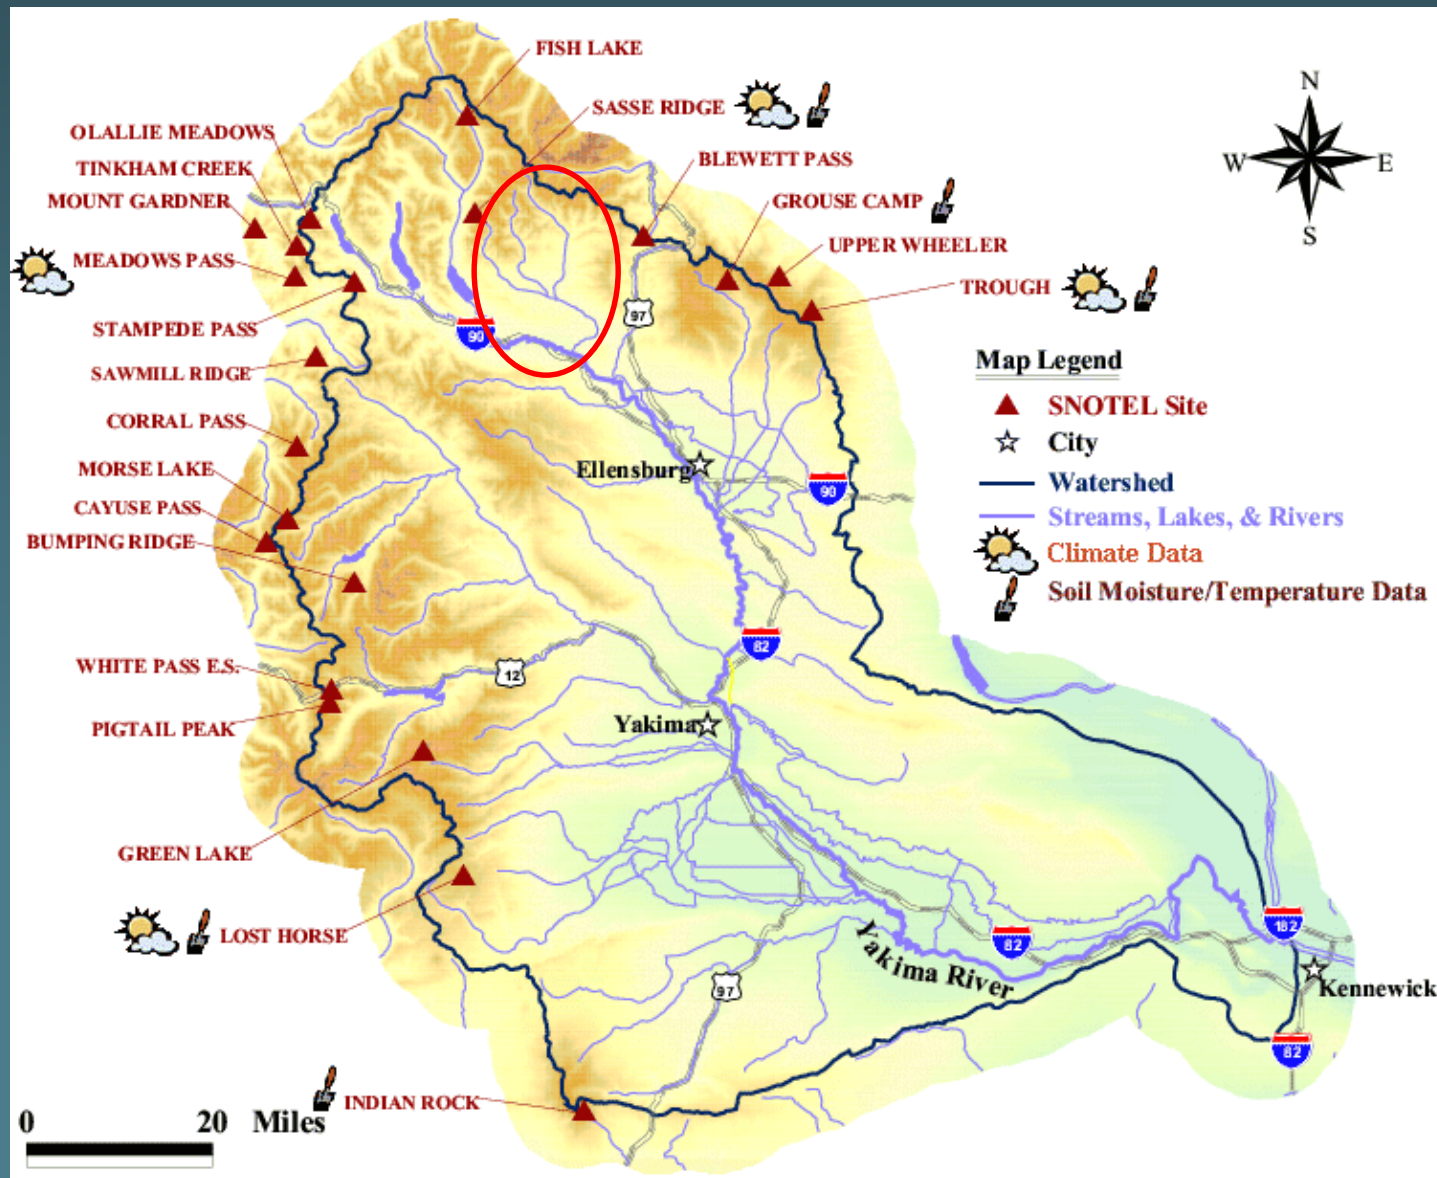 FISH LAKE
N
SASSE RIDGE
OLALLIE MEADOWS
BLEWETT PASS
W
E
TINKHAM CREEK
MOUNT GARDNER
GROUSE CAMP
S
UPPER WHEELER
MEADOWS PASS
TROUGH
97
STAMPEDE PASS
90
Map Legend
SAWMILL RIDGE
SNOTEL Site
CORRAL PASS
City
MORSE LAKE
Ellensburg
90
Watershed
CAYUSE PASS
Streams, Lakes, & Rivers
BUMPING RIDGE
Climate Data
Soil Moisture/Temperature Data
82
WHITE PASS E.S.
12
PIGTAIL PEAK
Yakima
GREEN LAKE
LOST HORSE
182
82
Yakima River
97
Kennewick
82
INDIAN ROCK
0 20 Miles